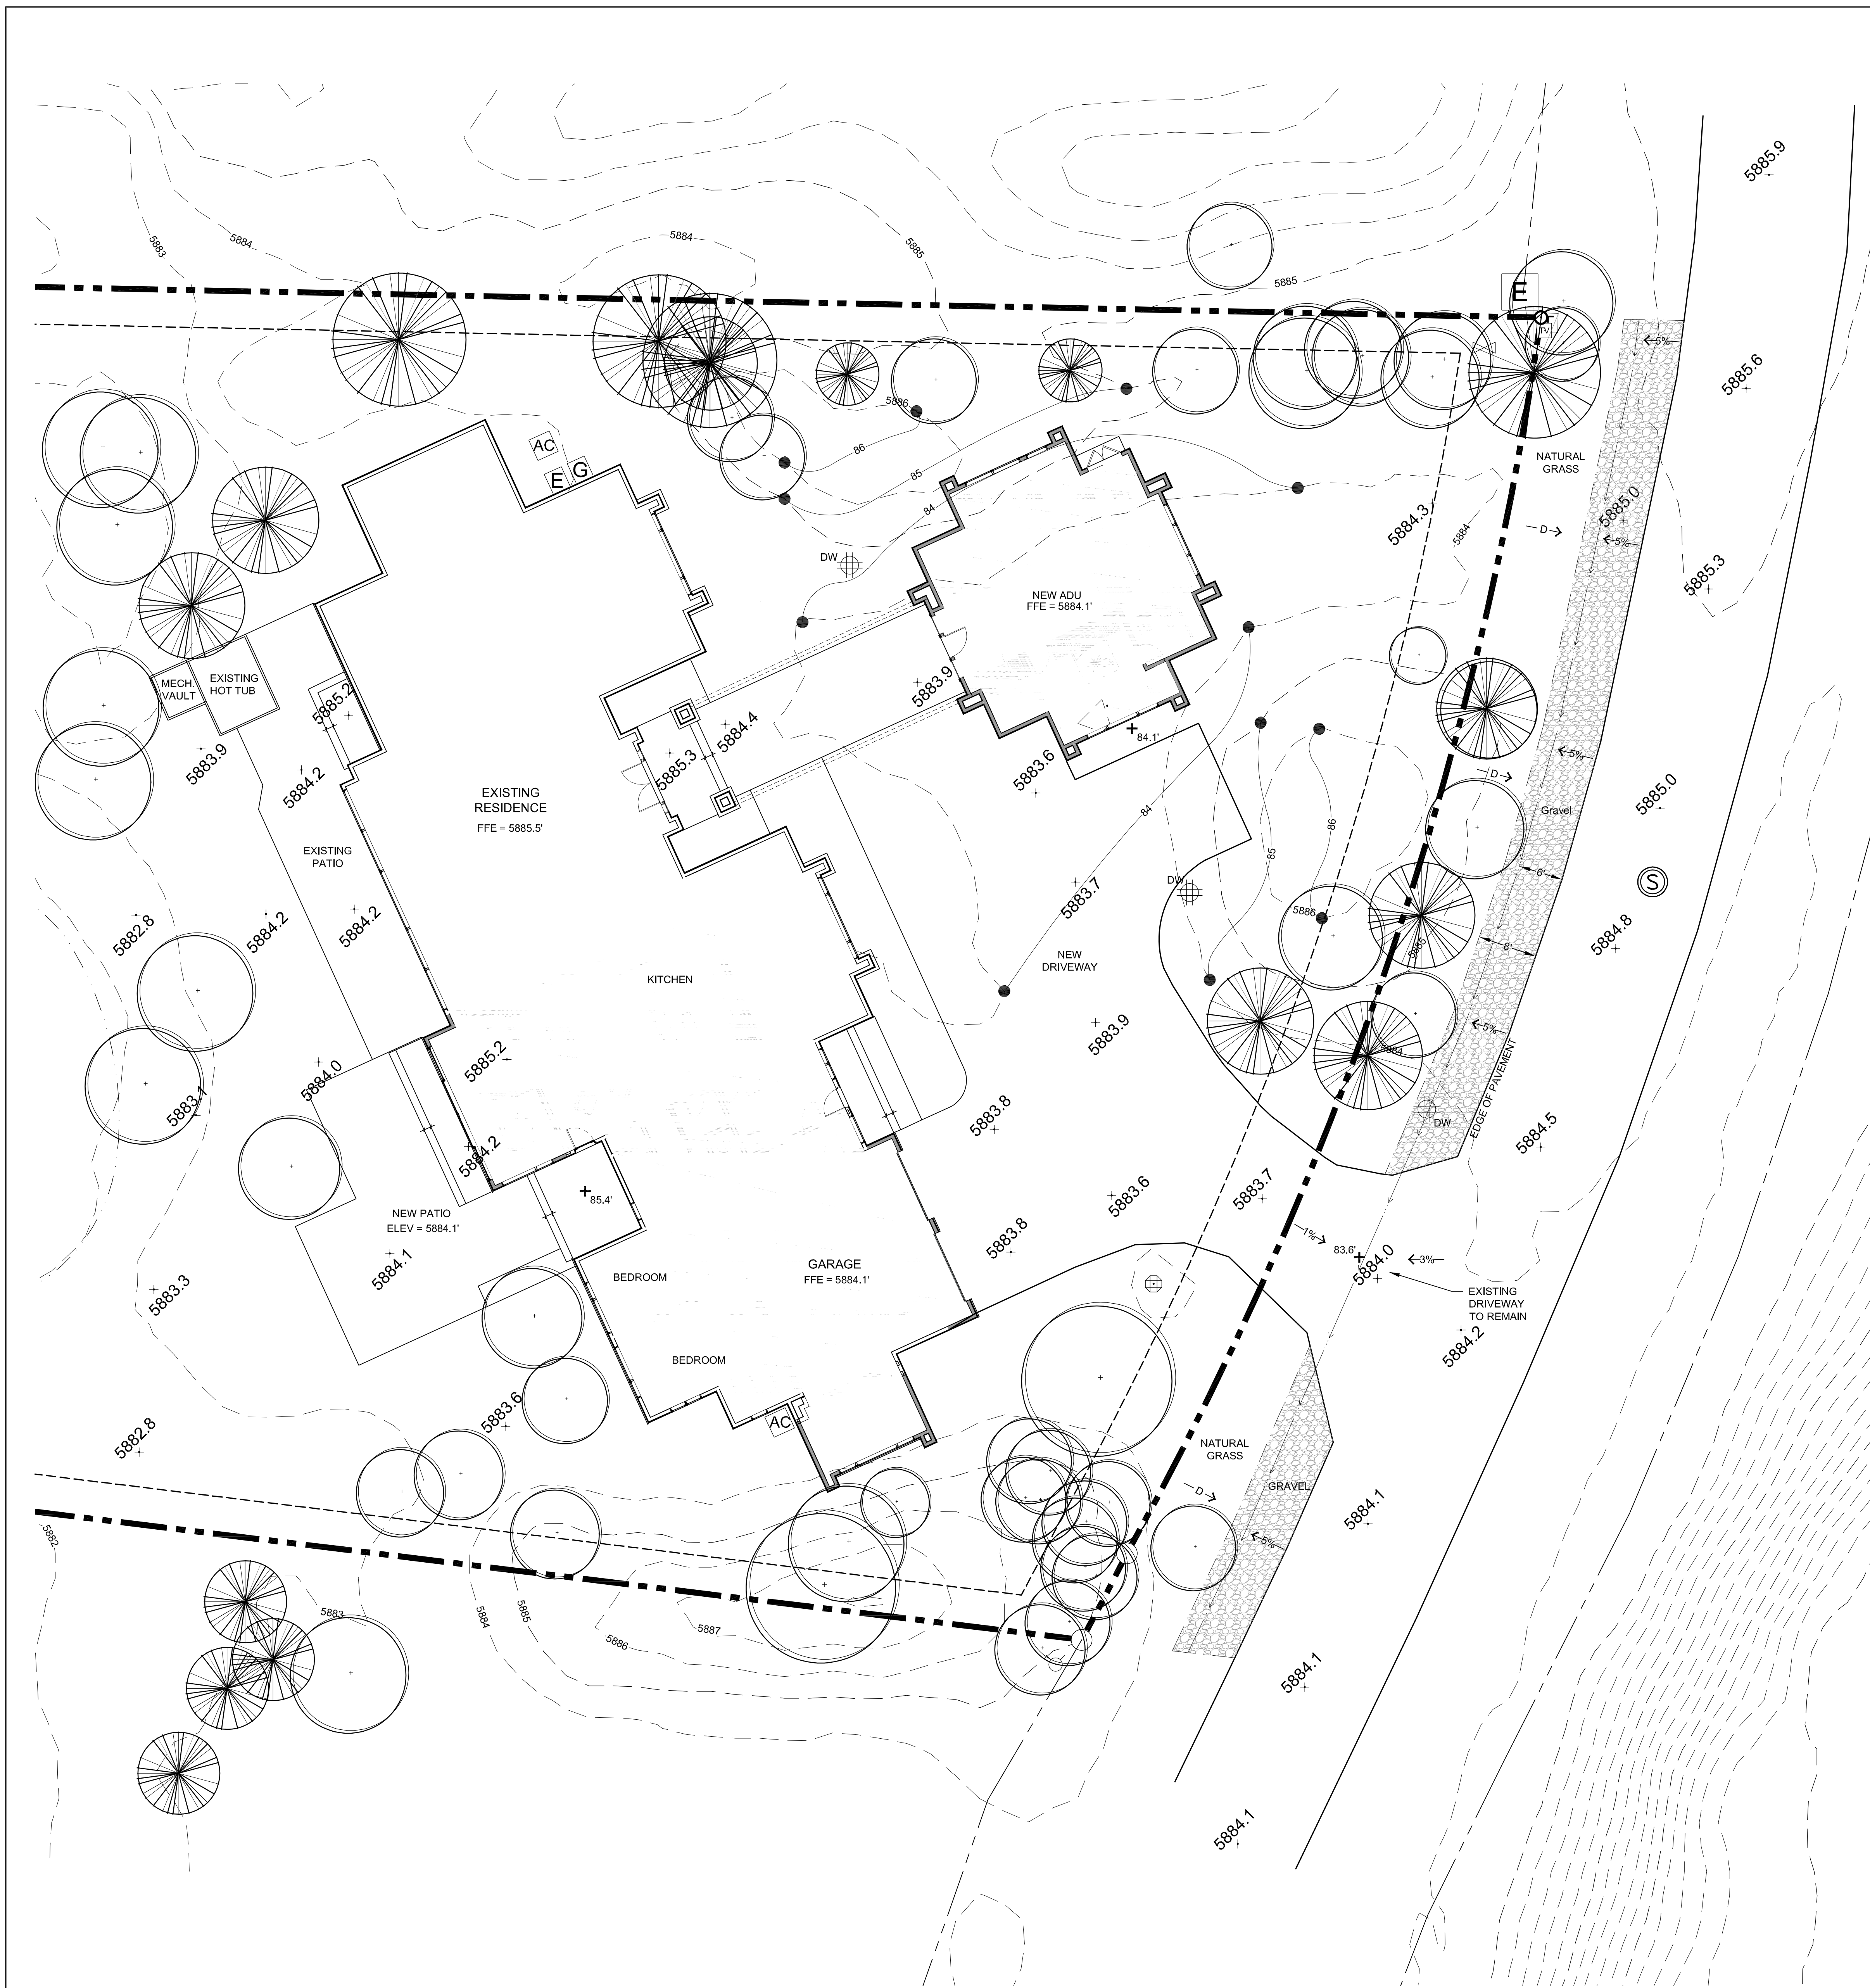 5885.9
5883
5884
5884
5885
5885
E
TV
5%
5885.6
5886
86
85
84
AC
E
G
NATURAL
GRASS
5885.0
5884.3
5884
D
5%
5885.3
DW
NEW ADU
FFE = 5884.1'
MECH.
VAULT
EXISTING
HOT TUB
5885.2
5883.9
5884.4
84.1'
5883.9
5884.2
5885.3
5883.6
5%
D
5885.0
Gravel
EXISTING
RESIDENCE
FFE = 5885.5'
84
86
85
EXISTING
PATIO
6'
S
DW
5883.7
5882.8
5884.2
5884.2
5886
5885
8'
5884.8
NEW
DRIVEWAY
KITCHEN
5883.9
5%
5885.2
5884
5884.0
5883.1
EDGE OF PAVEMENT
5883.8
DW
5884.5
5884.2
85.4'
5883.6
5883.7
NEW PATIO
ELEV = 5884.1'
5883.8
1%
83.6'
5884.0
3%
5884.1
GARAGE
FFE = 5884.1'
BEDROOM
5883.3
EXISTING
DRIVEWAY
TO REMAIN
5884.2
BEDROOM
5883.6
AC
5882.8
NATURAL
GRASS
GRAVEL
D
5884.1
5882
5%
5883
5884
5885
5886
5887
5884.1
5884.1